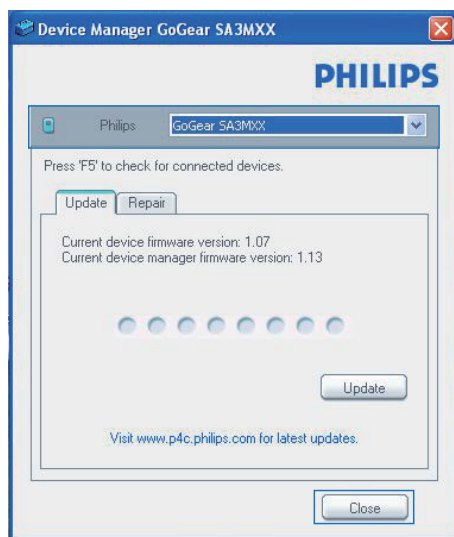 Device Manager GoGear SA3MXX
PHILIPS
Philips GoGear SA3MXX
Press 'F5' to check for connected devices.
Update Repair
Current device firmware version: 1.07
Current device manager firmware version: 1.13
Update
Visit www.p4c.philips.com for latest updates.
Close